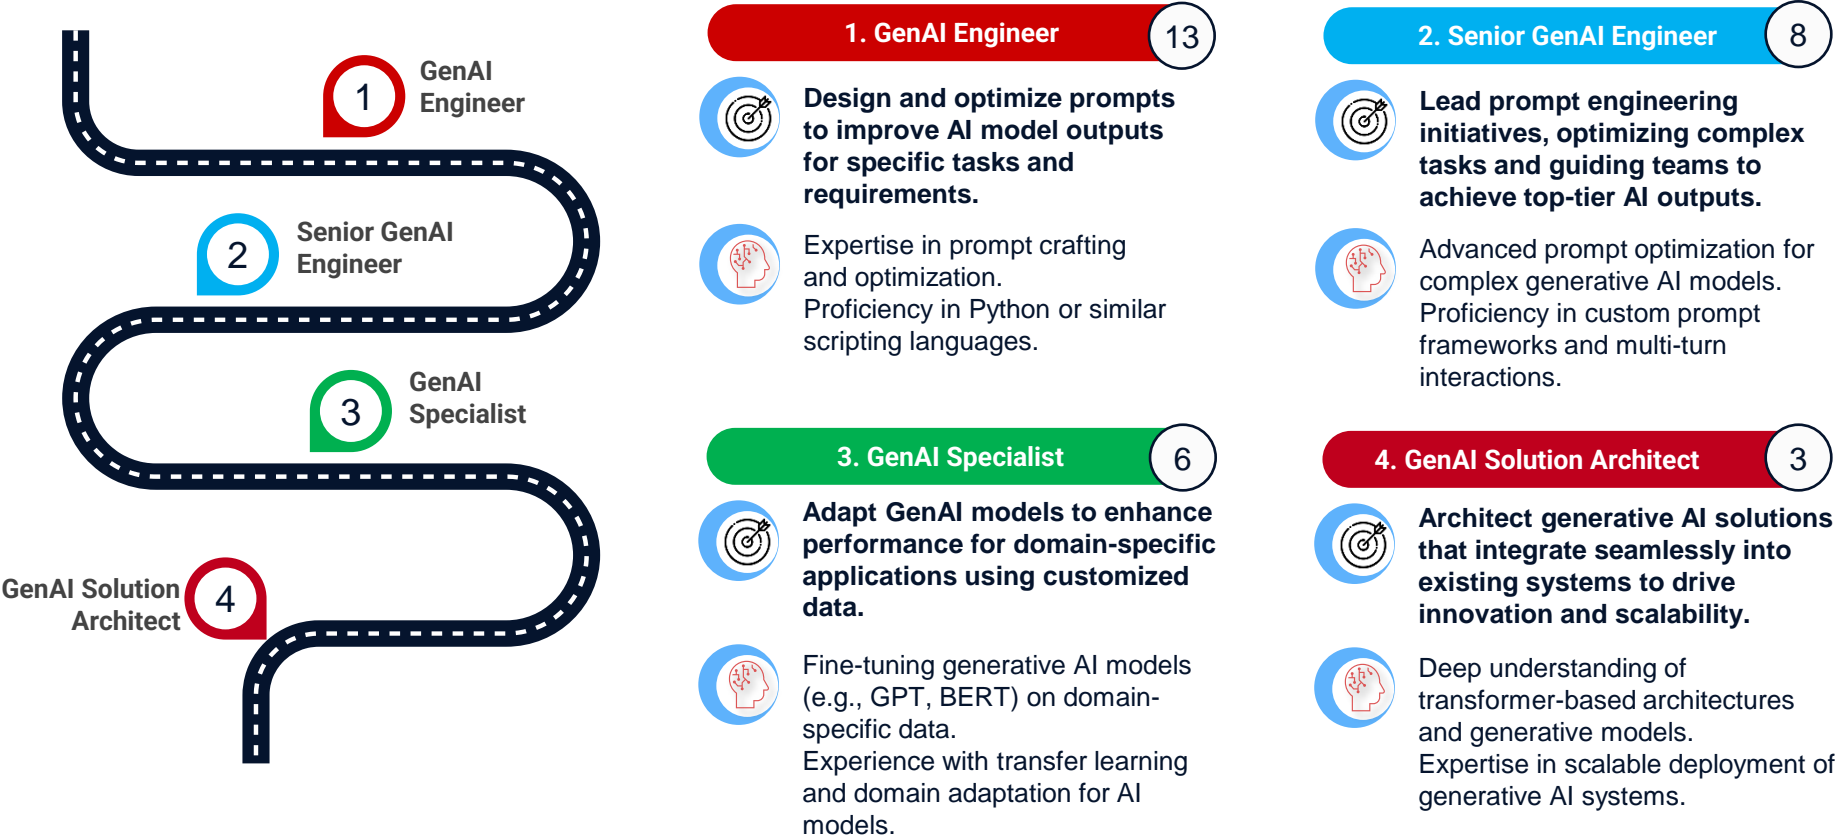 1
GenAI
Engineer
2
Senior GenAI
Engineer
3
GenAI
Specialist
GenAI Solution
Architect
4
1. GenAI Engineer
13
Design and optimize prompts
to improve AI model outputs
for specific tasks and
requirements.
Expertise in prompt crafting
and optimization.
Proficiency in Python or similar
scripting languages.
2. Senior GenAI Engineer
8
Lead prompt engineering
initiatives, optimizing complex
tasks and guiding teams to
achieve top-tier AI outputs.
Advanced prompt optimization for
complex generative AI models.
Proficiency in custom prompt
frameworks and multi-turn
interactions.
3. GenAI Specialist
6
Adapt GenAI models to enhance
performance for domain-specific
applications using customized
data.
Fine-tuning generative AI models
(e.g., GPT, BERT) on domain-
specific data.
Experience with transfer learning
and domain adaptation for AI
models.
4. GenAI Solution Architect
3
Architect generative AI solutions
that integrate seamlessly into
existing systems to drive
innovation and scalability.
Deep understanding of
transformer-based architectures
and generative models.
Expertise in scalable deployment of
generative AI systems.